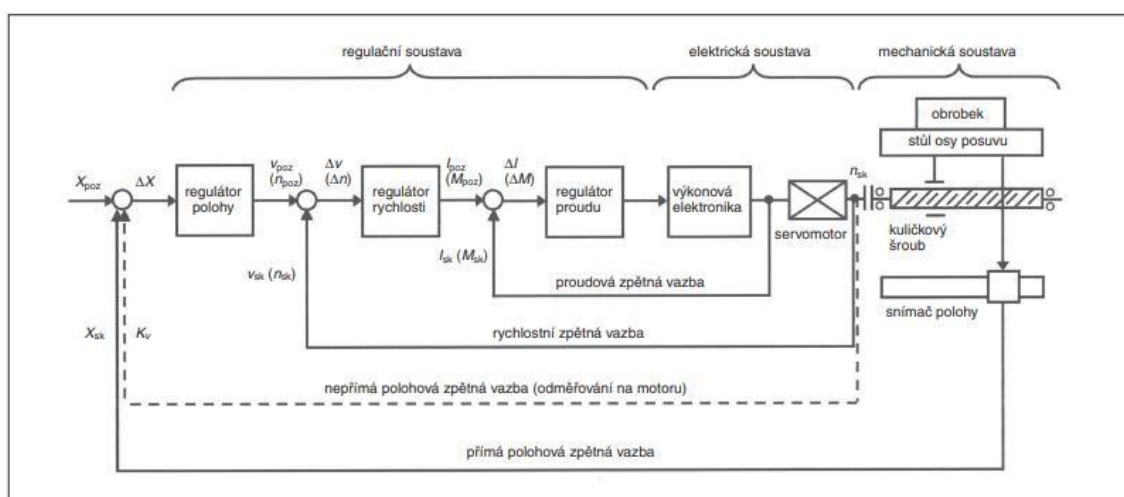 regulační soustava
elektrická soustava
mechanická soustava
obrobek
stůl osy posuvu
X_poz
ΔX
regulátor
polohy
v_poz
(n_poz)
Δv
(Δn)
regulátor
rychlosti
I_poz
(M_poz)
ΔI
(ΔM)
regulátor
proudu
výkonová
elektronika
servomotor
n_sk
kuličkový
šroub
v_sk (n_sk)
I_sk (M_sk)
proudová zpětná vazba
snímač polohy
X_sk
K_v
rychlostní zpětná vazba
nepřímá polohová zpětná vazba (odměřování na motoru)
přímá polohová zpětná vazba